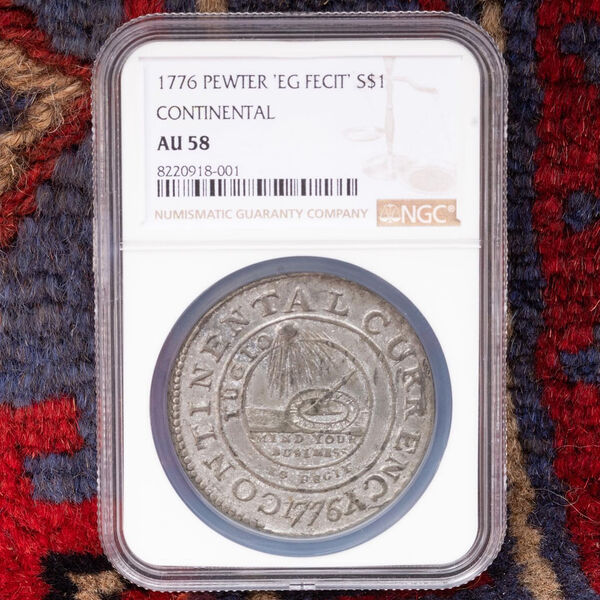 1776 PEWTER 'EG FECIT' S$1
CONTINENTAL
AU 58
8220918-001
NUMISMATIC GUARANTY COMPANY
NGC®
CONTINENTAL CURRENCY
FUGIO
MIND YOUR
BUSINESS
EG FECIT
1776